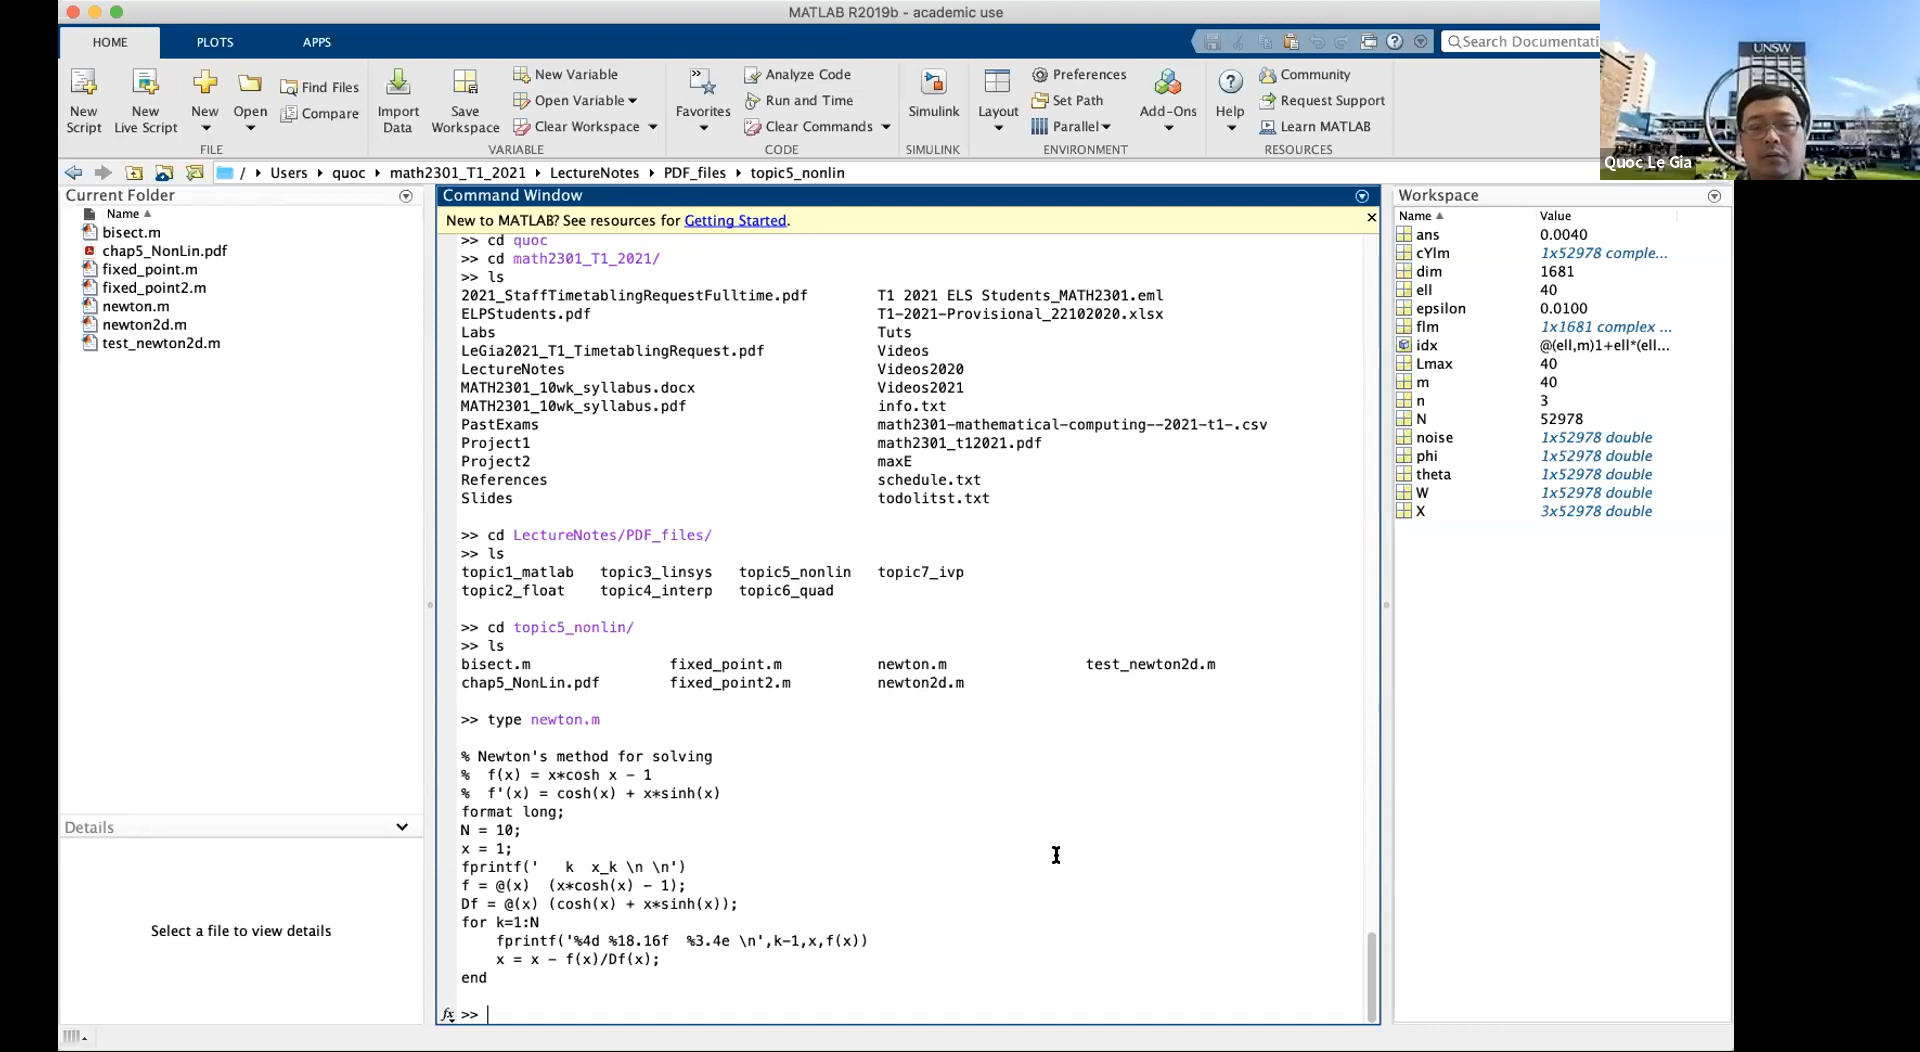 MATLAB R2019b - academic use
HOME PLOTS APPS
Search Documentati
New Script
New Live Script
New
Open
Find Files
Compare
FILE
Import Data
Save Workspace
New Variable
Open Variable
Clear Workspace
VARIABLE
Favorites
Analyze Code
Run and Time
Clear Commands
CODE
Simulink
SIMULINK
Layout
Preferences
Set Path
Parallel
ENVIRONMENT
Add-Ons
Help
Community
Request Support
Learn MATLAB
RESOURCES
UNSW
Quoc Le Gia
/ Users quoc math2301_T1_2021 LectureNotes PDF_files topic5_nonlin
Current Folder
Name
bisect.m
chap5_NonLin.pdf
fixed_point.m
fixed_point2.m
newton.m
newton2d.m
test_newton2d.m
Details
Select a file to view details
Command Window
New to MATLAB? See resources for Getting Started.
>> cd quoc
>> cd math2301_T1_2021/
>> ls
2021_StaffTimetablingRequestFulltime.pdf T1 2021 ELS Students_MATH2301.eml
ELPStudents.pdf T1-2021-Provisional_22102020.xlsx
Labs Tuts
LeGia2021_T1_TimetablingRequest.pdf Videos
LectureNotes Videos2020
MATH2301_10wk_syllabus.docx Videos2021
MATH2301_10wk_syllabus.pdf info.txt
PastExams math2301-mathematical-computing--2021-t1-.csv
Project1 math2301_t12021.pdf
Project2 maxE
References schedule.txt
Slides todolitst.txt
>> cd LectureNotes/PDF_files/
>> ls
topic1_matlab topic3_linsys topic5_nonlin topic7_ivp
topic2_float topic4_interp topic6_quad
>> cd topic5_nonlin/
>> ls
bisect.m fixed_point.m newton.m test_newton2d.m
chap5_NonLin.pdf fixed_point2.m newton2d.m
>> type newton.m
% Newton's method for solving
% f(x) = x*cosh x - 1
% f'(x) = cosh(x) + x*sinh(x)
format long;
N = 10;
x = 1;
fprintf('   k  x_k \n \n')
f = @(x)  (x*cosh(x) - 1);
Df = @(x) (cosh(x) + x*sinh(x));
for k=1:N
    fprintf('%4d %18.16f  %3.4e \n',k-1,x,f(x))
    x = x - f(x)/Df(x);
end
fx >>
Workspace
Name Value
ans 0.0040
cYlm 1x52978 comple...
dim 1681
ell 40
epsilon 0.0100
flm 1x1681 complex ...
idx @(ell,m)1+ell*(ell...
Lmax 40
m 40
n 3
N 52978
noise 1x52978 double
phi 1x52978 double
theta 1x52978 double
W 1x52978 double
X 3x52978 double